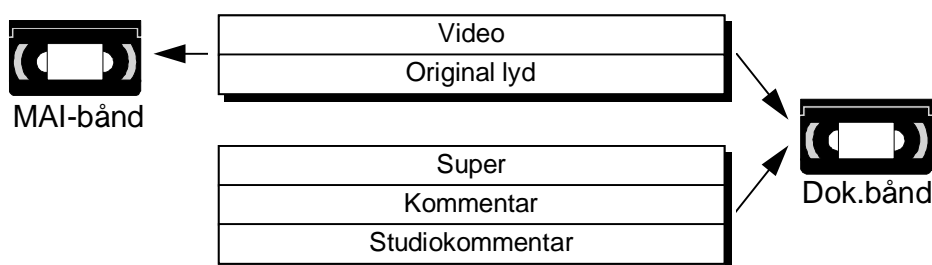 Video
Original lyd
MAI-bånd
Super
Kommentar
Studiokommentar
Dok.bånd